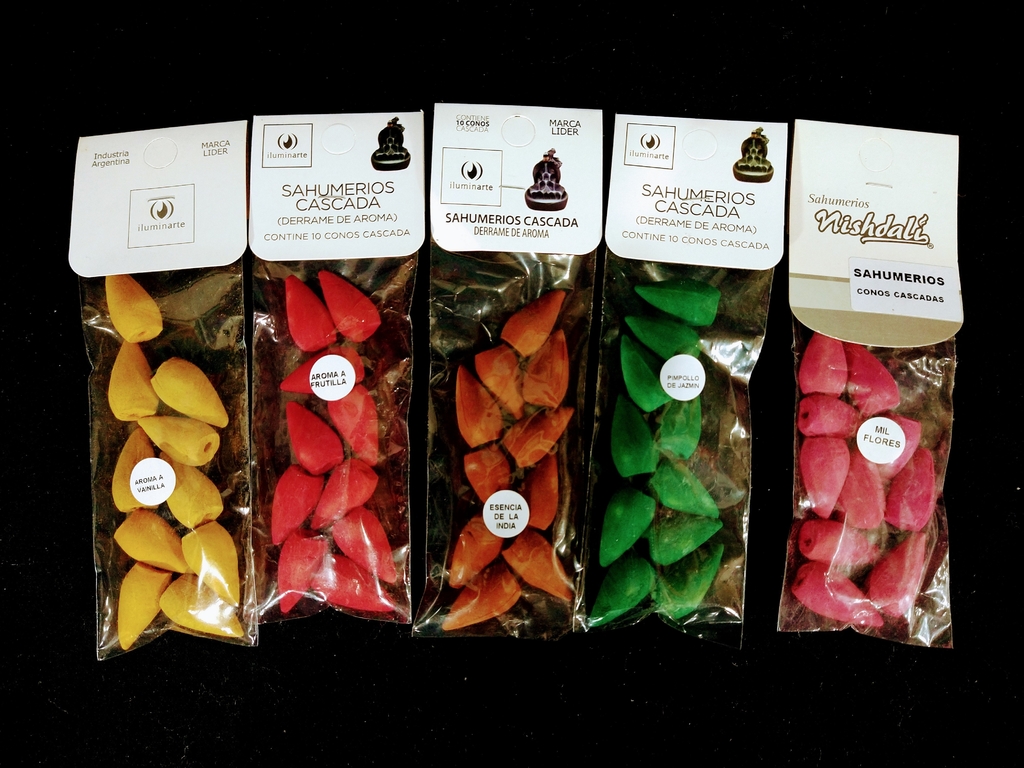 Industria
Argentina
MARCA
LIDER
iluminarte
AROMA A
VAINILLA
iluminarte
SAHUMERIOS
CASCADA
(DERRAME DE AROMA)
CONTINE 10 CONOS CASCADA
AROMA A
FRUTILLA
CONTIENE
10 CONOS
CASCADA
MARCA
LIDER
iluminarte
SAHUMERIOS CASCADA
DERRAME DE AROMA
ESENCIA
DE LA
INDIA
iluminarte
SAHUMERIOS
CASCADA
(DERRAME DE AROMA)
CONTINE 10 CONOS CASCADA
PIMPOLLO
DE JAZMIN
Sahumerios
Nishdalí®
SAHUMERIOS
CONOS CASCADAS
MIL
FLORES